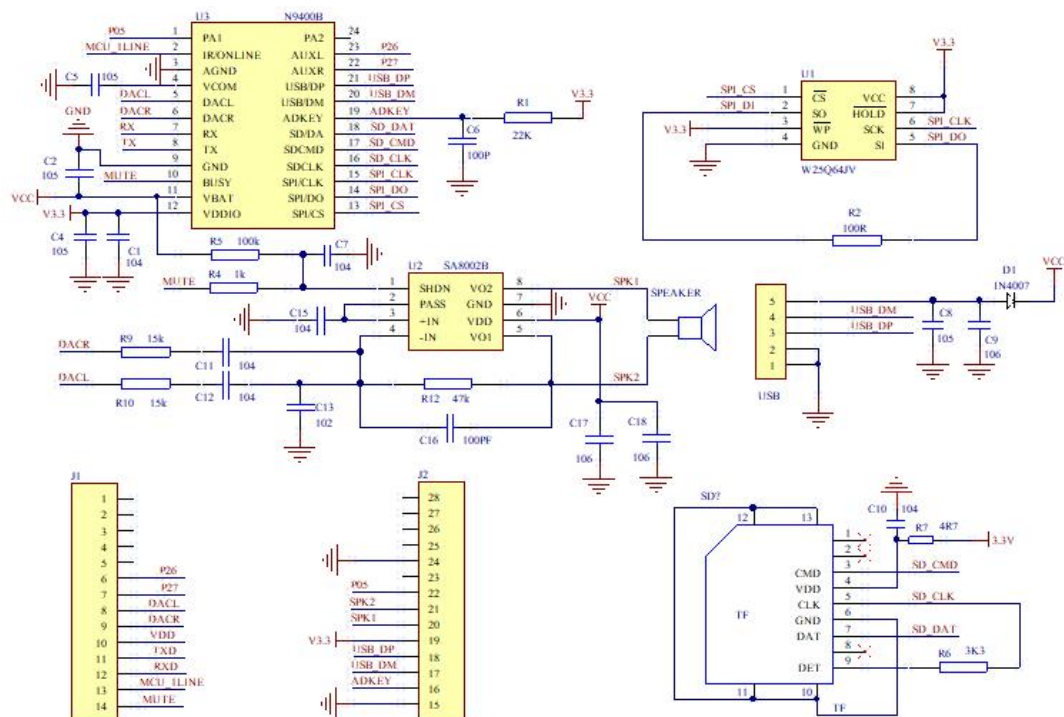 U3 N9400B
P05 1 PA1 PA2 24
MCU_1LINE 2 IR/ONLINE AUXL 23 P26
3 AGND AUXR 22 P27
C5 105 4 VCOM USB/DP 21 USB_DP
DACL 5 DACL USB/DM 20 USB_DM
DACR 6 DACR ADKEY 19 ADKEY
RX 7 RX SD/DA 18 SD_DAT
TX 8 TX SDCMD 17 SD_CMD
9 GND SDCLK 16 SD_CLK
MUTE 10 BUSY SPI/CLK 15 SPI_CLK
VCC 11 VBAT SPI/DO 14 SPI_DO
V3.3 12 VDDIO SPI/CS 13 SPI_CS
GND
C2
105
C4
105
104
R1
22K
V3.3
C6
100P
U1
SPI_CS 1 CS VCC 8 V3.3
SPI_DI 2 SO HOLD 7
V3.3 3 WP SCK 6 SPI_CLK
4 GND SI 5 SPI_DO
W25Q64JV
R2
100R
R5 100k
C7
104
MUTE R4 1k
U2 SA8002B
1 SHDN VO2 8 SPK1
2 PASS GND 7
3 +IN VDD 6 VCC
4 -IN VO1 5 SPK2
SPEAKER
C15
104
DACR R9 15k
C11 104
DACL R10 15k
C12 104
C13
102
R12 47k
C16 100PF
C17
106
C18
106
D1
1N4007
VCC
5
4 USB_DM
3 USB_DP
2
1
USB
C8
105
C9
106
J1
1
2
3
4
5
6 P26
7 P27
8 DACL
9 DACR
10 VDD
11 TXD
12 RXD
13 MCU_1LINE
14 MUTE
J2
28
27
26
25
24
23
P05 22
SPK2 21
SPK1 20
V3.3 19
USB_DP 18
USB_DM 17
ADKEY 16
15
SD?
12 13
1
2
CMD 3 SD_CMD
VDD 4
CLK 5 SD_CLK
GND 6
DAT 7 SD_DAT
8
DET 9
R6 3K3
TF
11 10
TF
C10 104
R7 4R7
3.3V